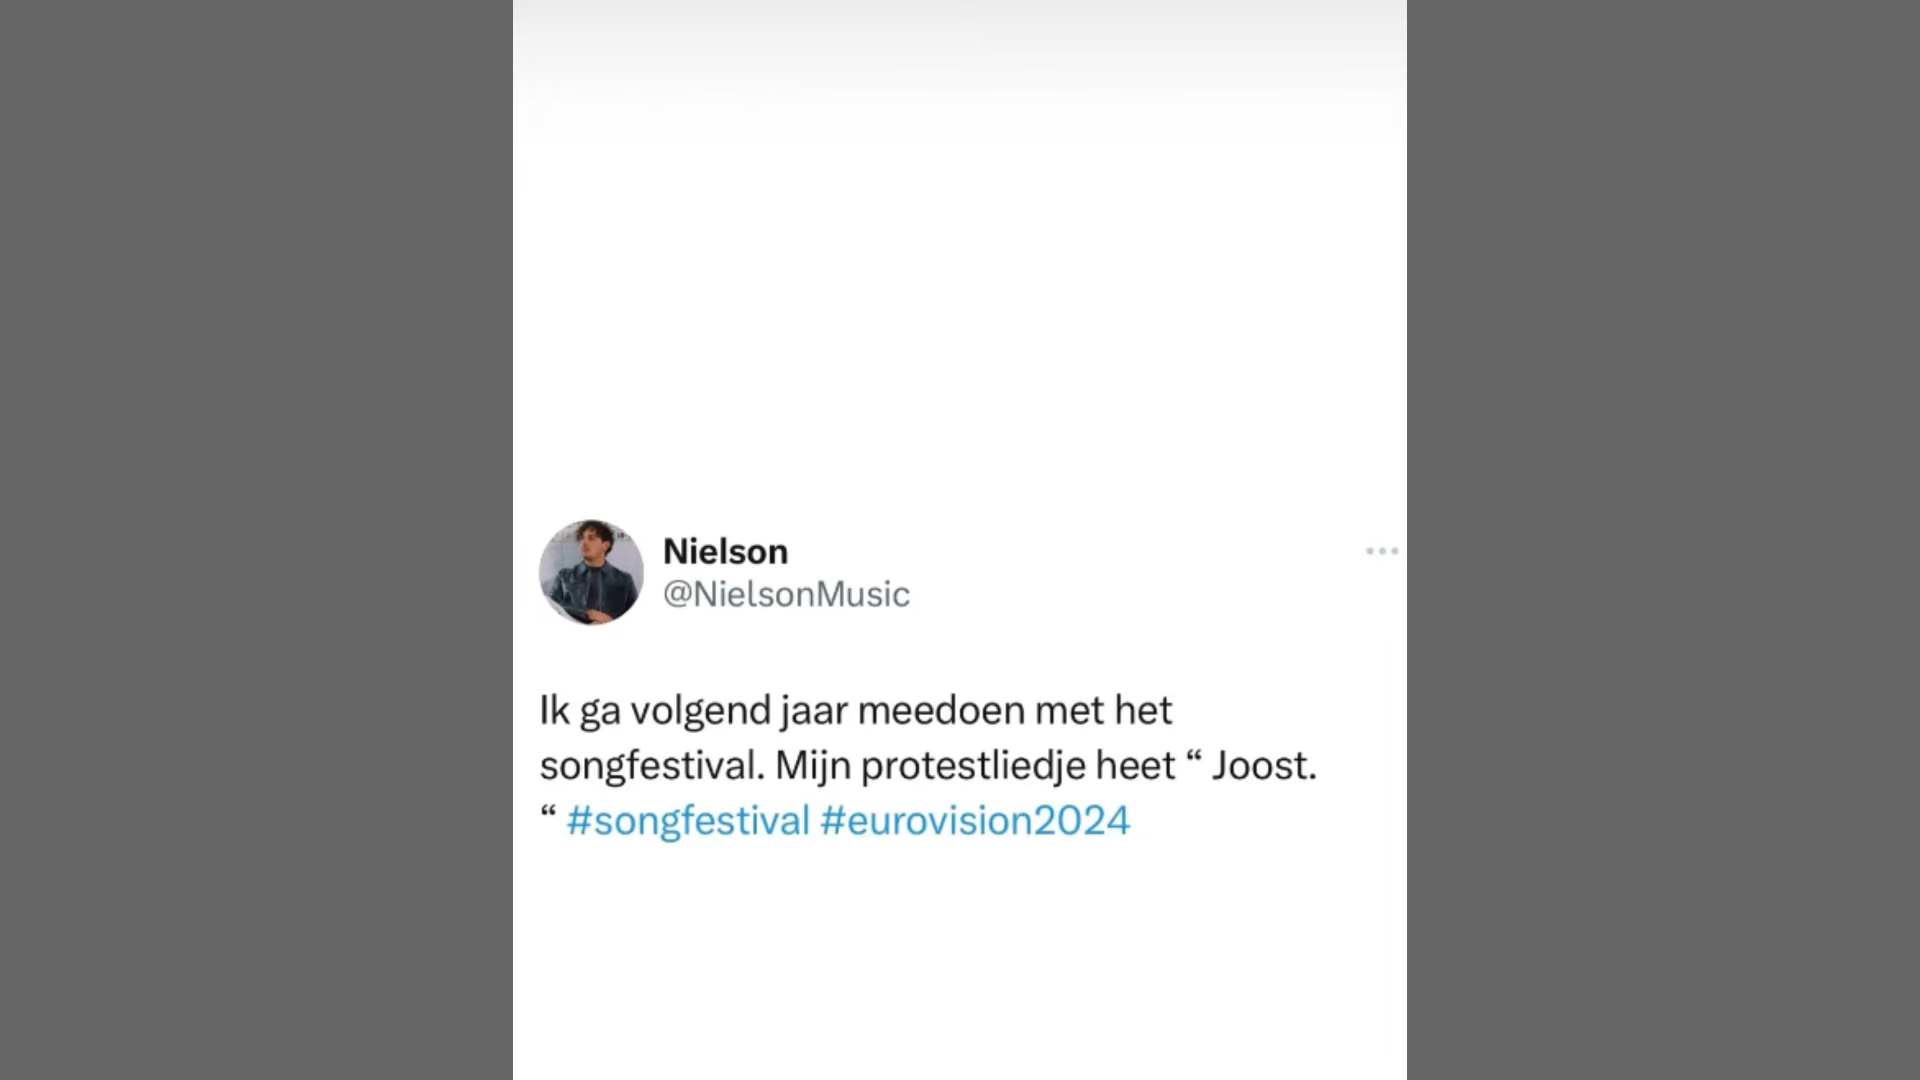 Nielson
@NielsonMusic
Ik ga volgend jaar meedoen met het
songfestival. Mijn protestliedje heet “ Joost.
“ #songfestival #eurovision2024